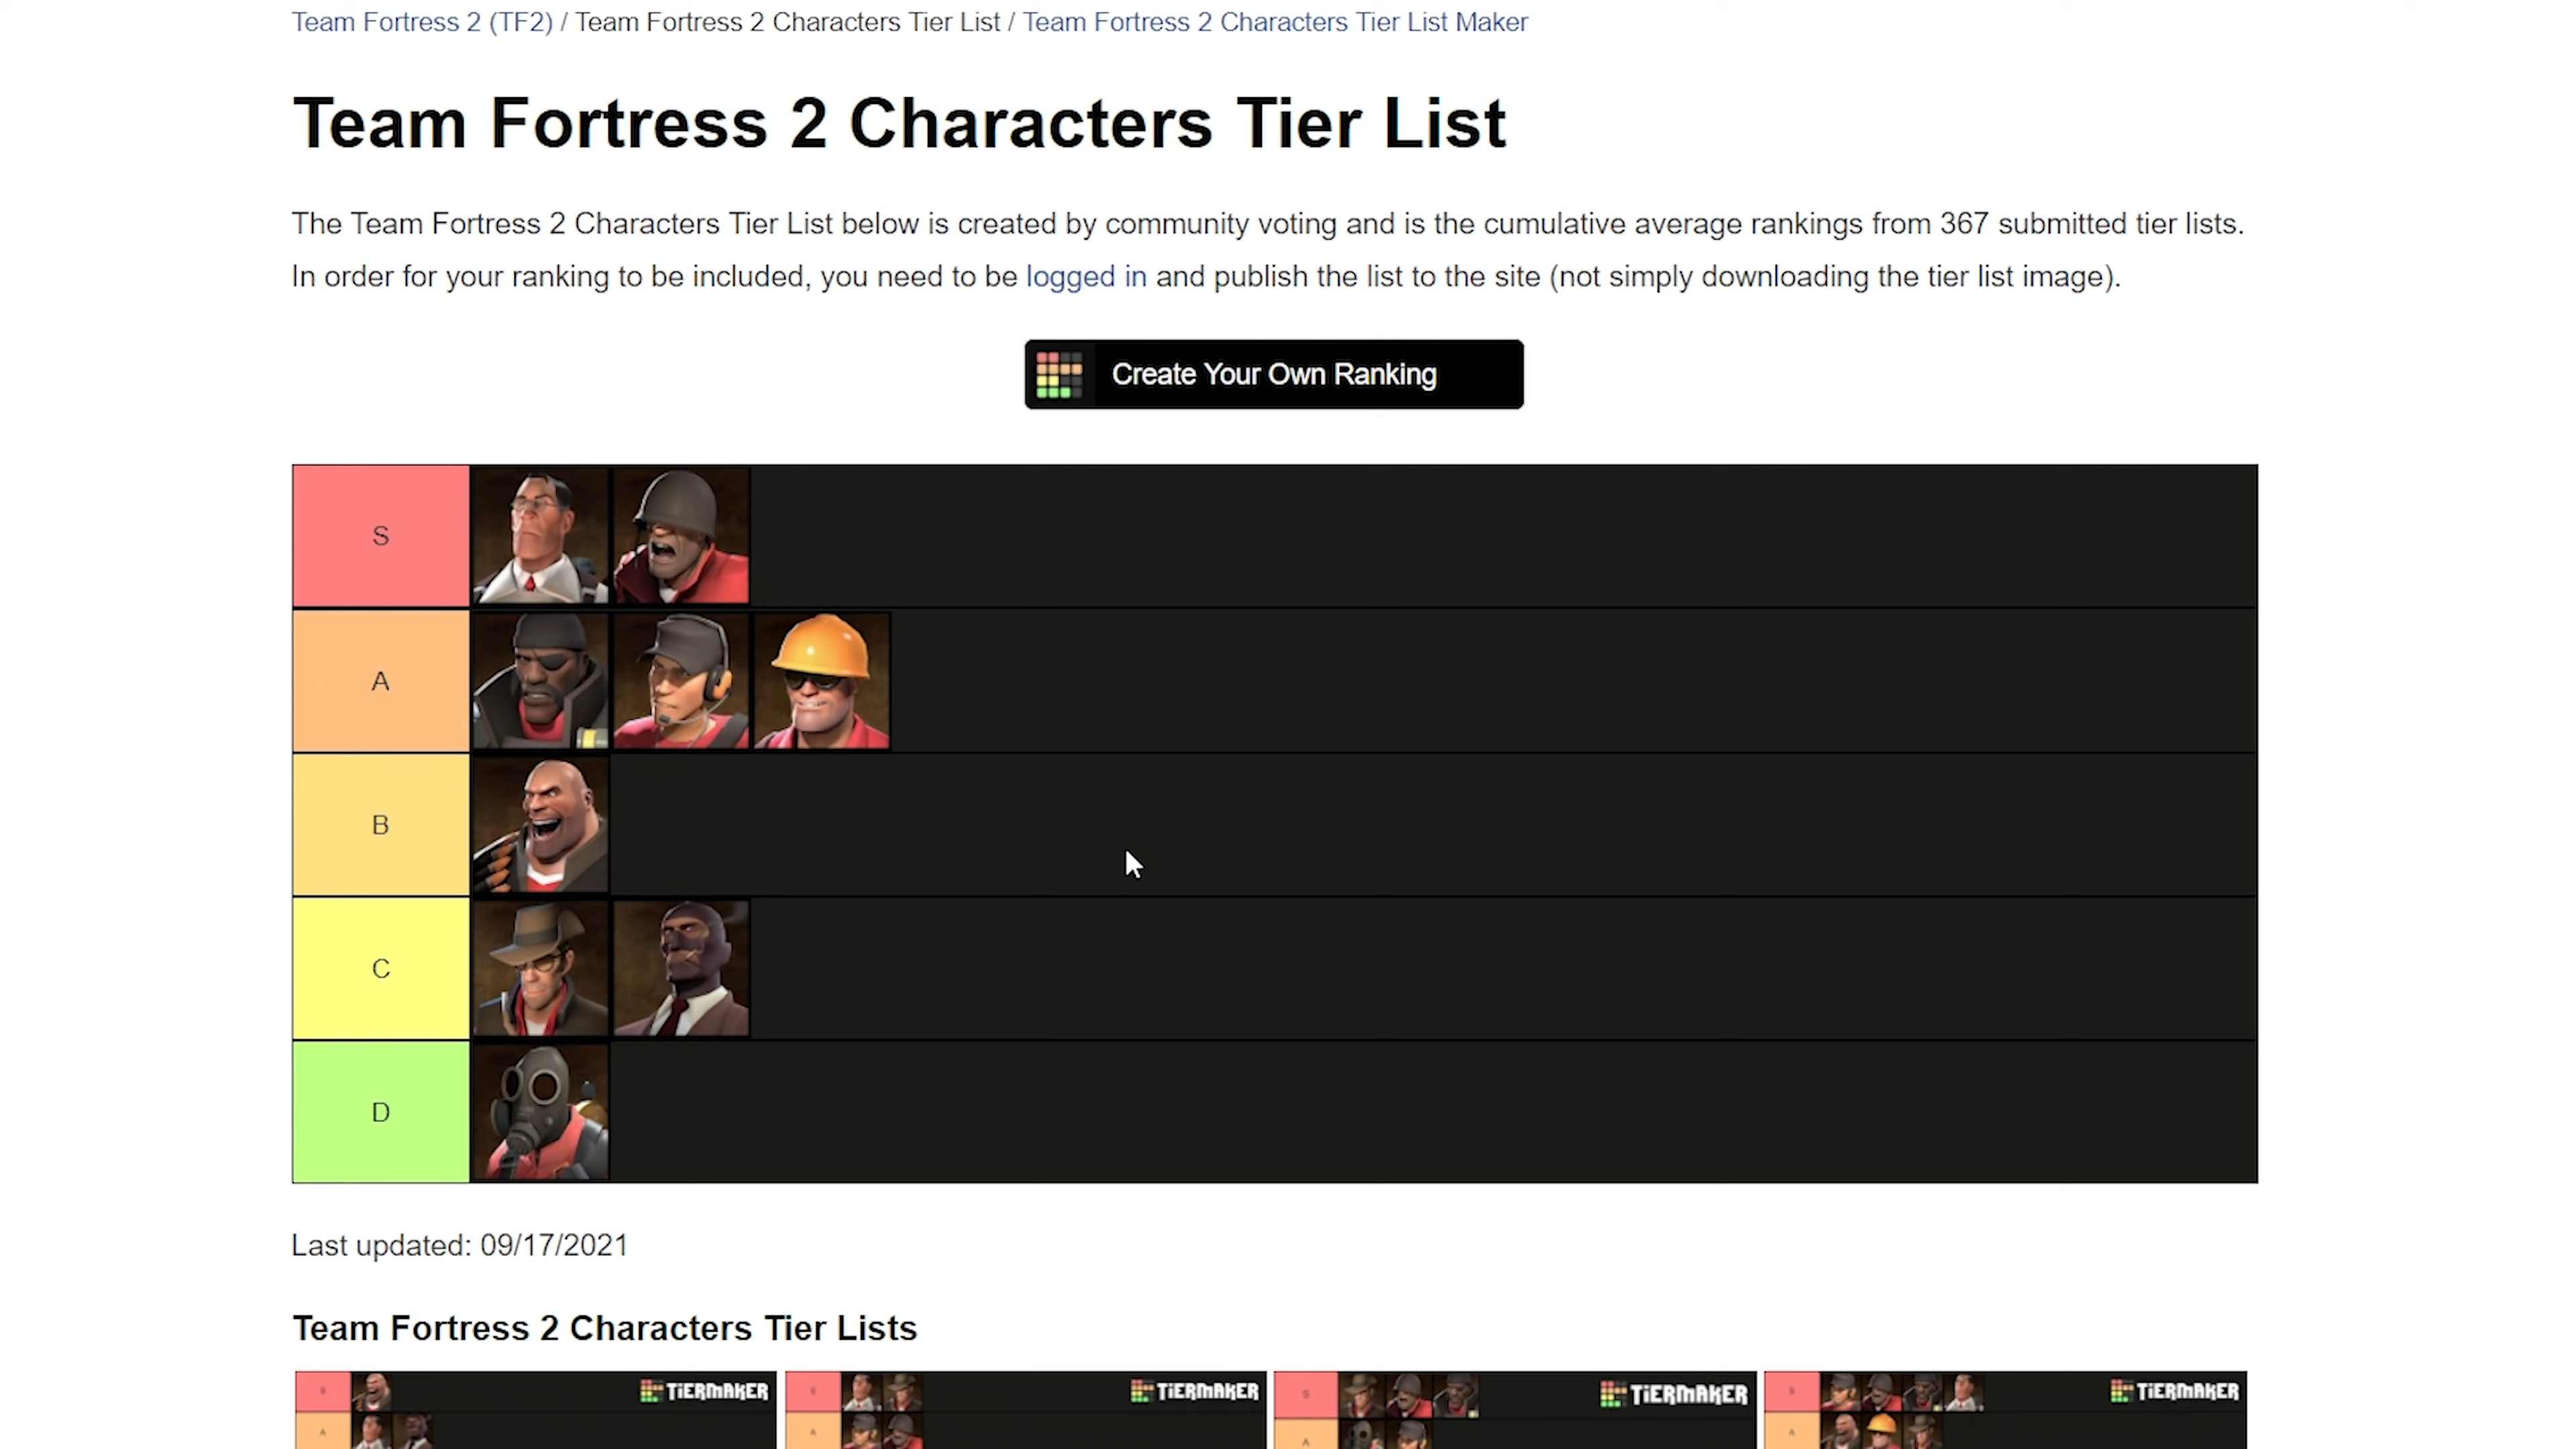 Team Fortress 2 (TF2) / Team Fortress 2 Characters Tier List / Team Fortress 2 Characters Tier List Maker
Team Fortress 2 Characters Tier List
The Team Fortress 2 Characters Tier List below is created by community voting and is the cumulative average rankings from 367 submitted tier lists.
In order for your ranking to be included, you need to be logged in and publish the list to the site (not simply downloading the tier list image).
Create Your Own Ranking
S
A
B
C
D
Last updated: 09/17/2021
Team Fortress 2 Characters Tier Lists
S TiERMAKER S TiERMAKER S TiERMAKER S TiERMAKER
A A A A